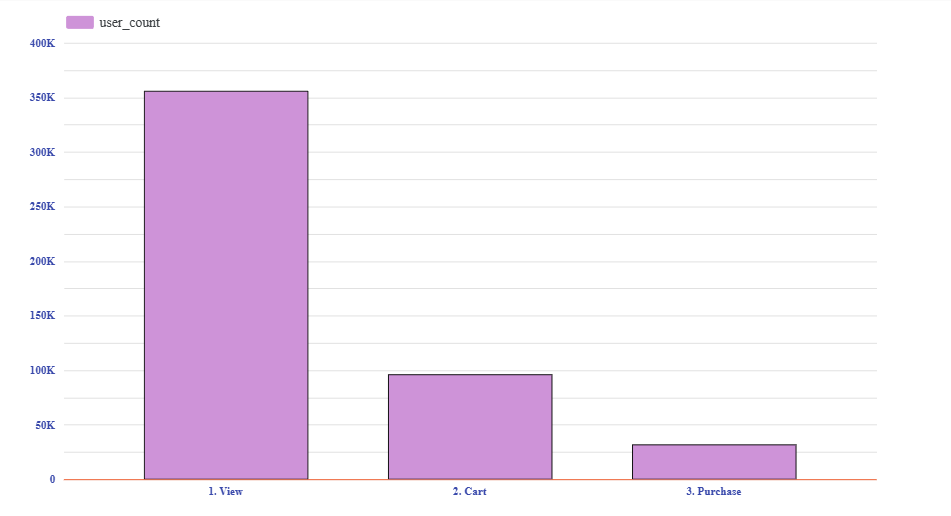 user_count
400K
350K
300K
250K
200K
150K
100K
50K
0
1. View
2. Cart
3. Purchase